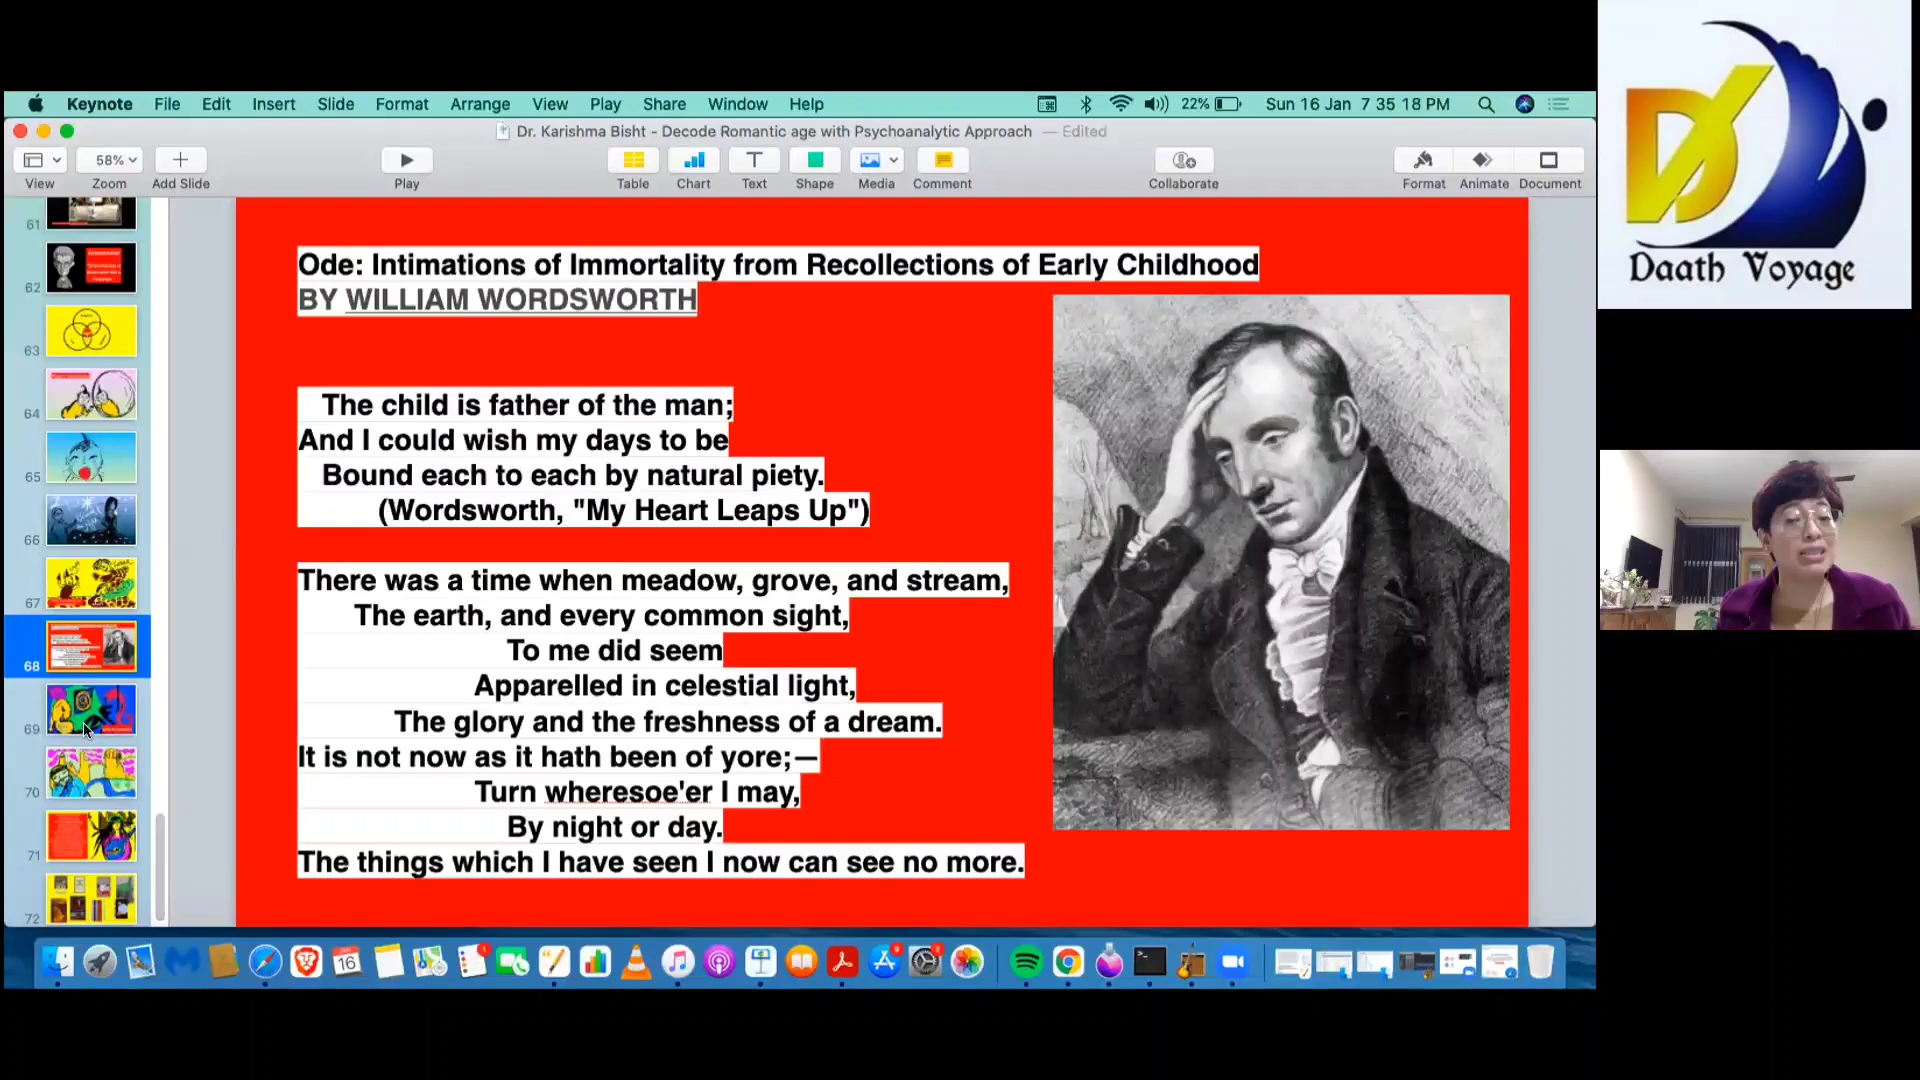 Keynote File Edit Insert Slide Format Arrange View Play Share Window Help 22% Sun 16 Jan 7 35 18 PM
Dr. Karishma Bisht - Decode Romantic age with Psychoanalytic Approach — Edited
58%
View Zoom Add Slide Play Table Chart Text Shape Media Comment Collaborate Format Animate Document
61
62
63
64
65
66
67
68
69
70
71
72
Ode: Intimations of Immortality from Recollections of Early Childhood
BY WILLIAM WORDSWORTH
The child is father of the man;
And I could wish my days to be
Bound each to each by natural piety.
(Wordsworth, "My Heart Leaps Up")
There was a time when meadow, grove, and stream,
The earth, and every common sight,
To me did seem
Apparelled in celestial light,
The glory and the freshness of a dream.
It is not now as it hath been of yore;—
Turn wheresoe'er I may,
By night or day.
The things which I have seen I now can see no more.
16
D
Daath Voyage